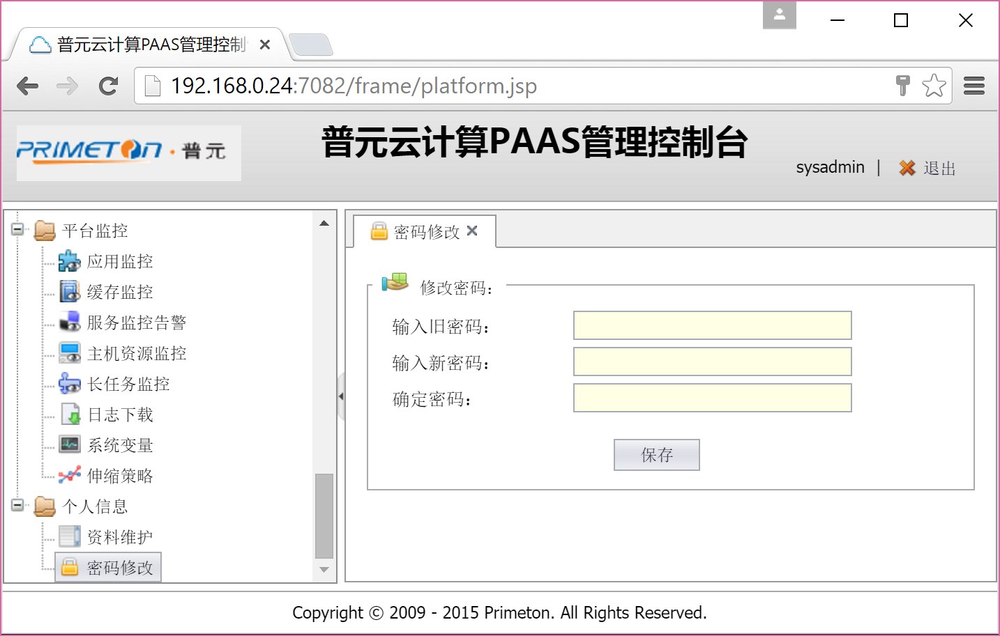 普元云计算PAAS管理控制
192.168.0.24:7082/frame/platform.jsp
PRIMETON·普元
普元云计算PAAS管理控制台
sysadmin | 退出
平台监控
应用监控
缓存监控
服务监控告警
主机资源监控
长任务监控
日志下载
系统变量
伸缩策略
个人信息
资料维护
密码修改
密码修改
修改密码：
输入旧密码：
输入新密码：
确定密码：
保存
Copyright © 2009 - 2015 Primeton. All Rights Reserved.